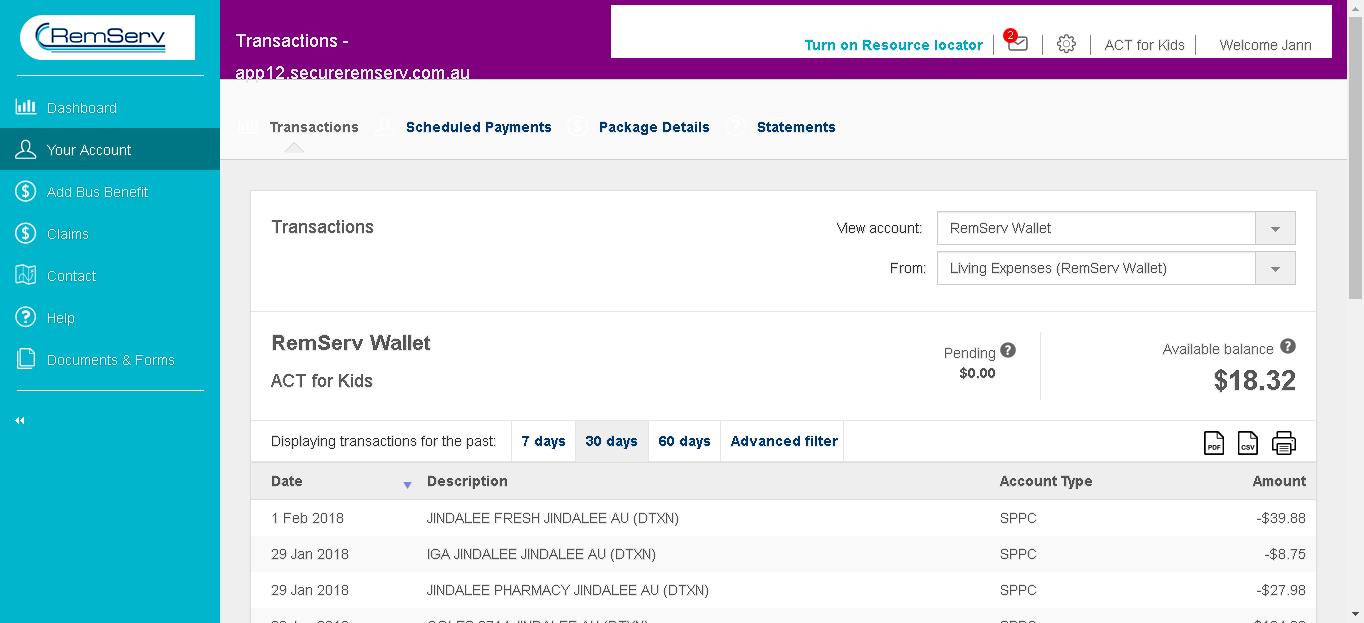 RemServ
Transactions -
app12.secureremserv.com.au
Turn on Resource locator
2
ACT for Kids
Welcome Jann
Dashboard
Your Account
Add Bus Benefit
Claims
Contact
Help
Documents & Forms
Transactions
Scheduled Payments
Package Details
Statements
Transactions
View account: RemServ Wallet
From: Living Expenses (RemServ Wallet)
RemServ Wallet
ACT for Kids
Pending ?
$0.00
Available balance ?
$18.32
Displaying transactions for the past: 7 days 30 days 60 days Advanced filter
PDF CSV
Date Description Account Type Amount
1 Feb 2018 JINDALEE FRESH JINDALEE AU (DTXN) SPPC -$39.88
29 Jan 2018 IGA JINDALEE JINDALEE AU (DTXN) SPPC -$8.75
29 Jan 2018 JINDALEE PHARMACY JINDALEE AU (DTXN) SPPC -$27.98